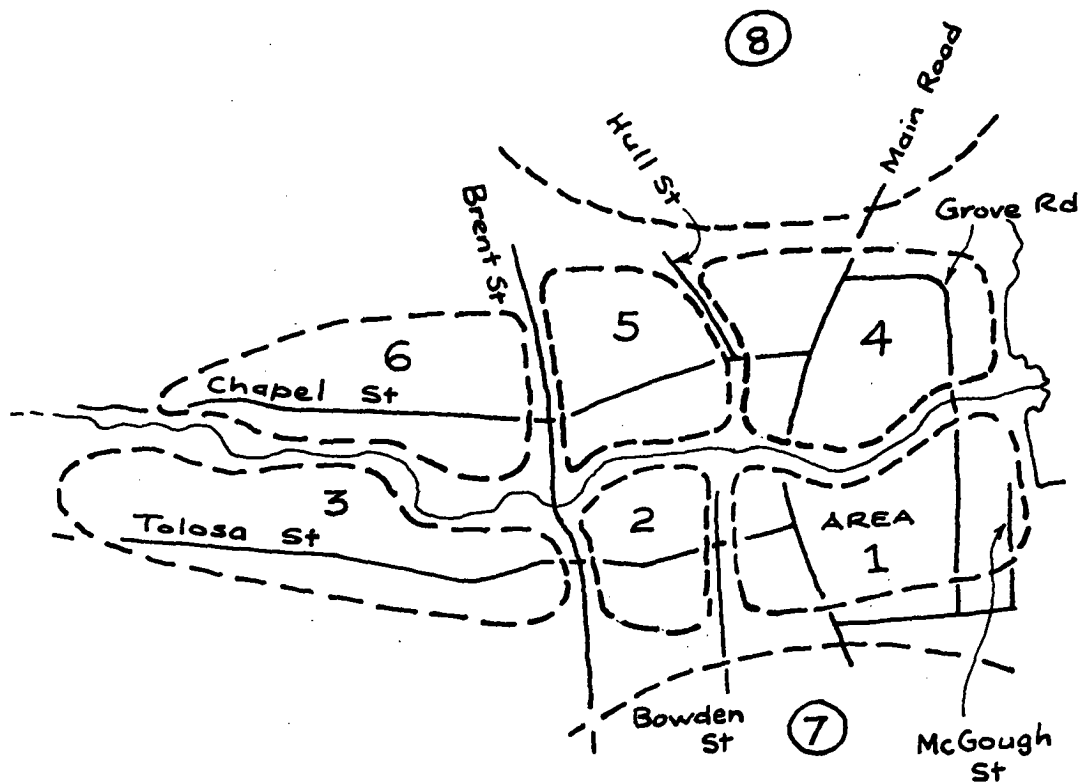 8
Main Road
Hull St
Grove Rd
Brent St
5
4
6
Chapel St
3
2
AREA
1
Tolosa St
Bowden
St
7
McGough
St